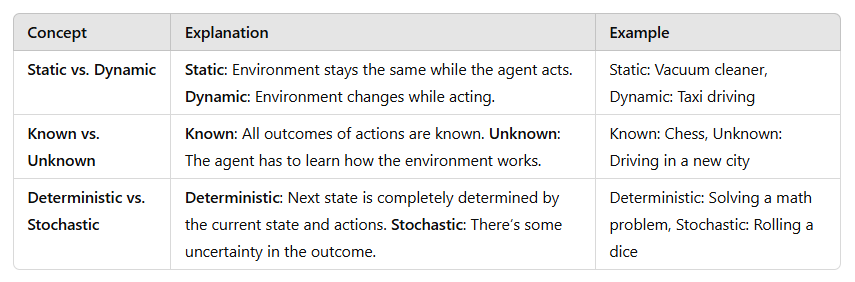 Concept Explanation Example
Static vs. Dynamic
Static: Environment stays the same while the agent acts.
Dynamic: Environment changes while acting.
Static: Vacuum cleaner,
Dynamic: Taxi driving
Known vs.
Unknown
Known: All outcomes of actions are known. Unknown:
The agent has to learn how the environment works.
Known: Chess, Unknown:
Driving in a new city
Deterministic vs.
Stochastic
Deterministic: Next state is completely determined by
the current state and actions. Stochastic: There’s some
uncertainty in the outcome.
Deterministic: Solving a math
problem, Stochastic: Rolling a
dice